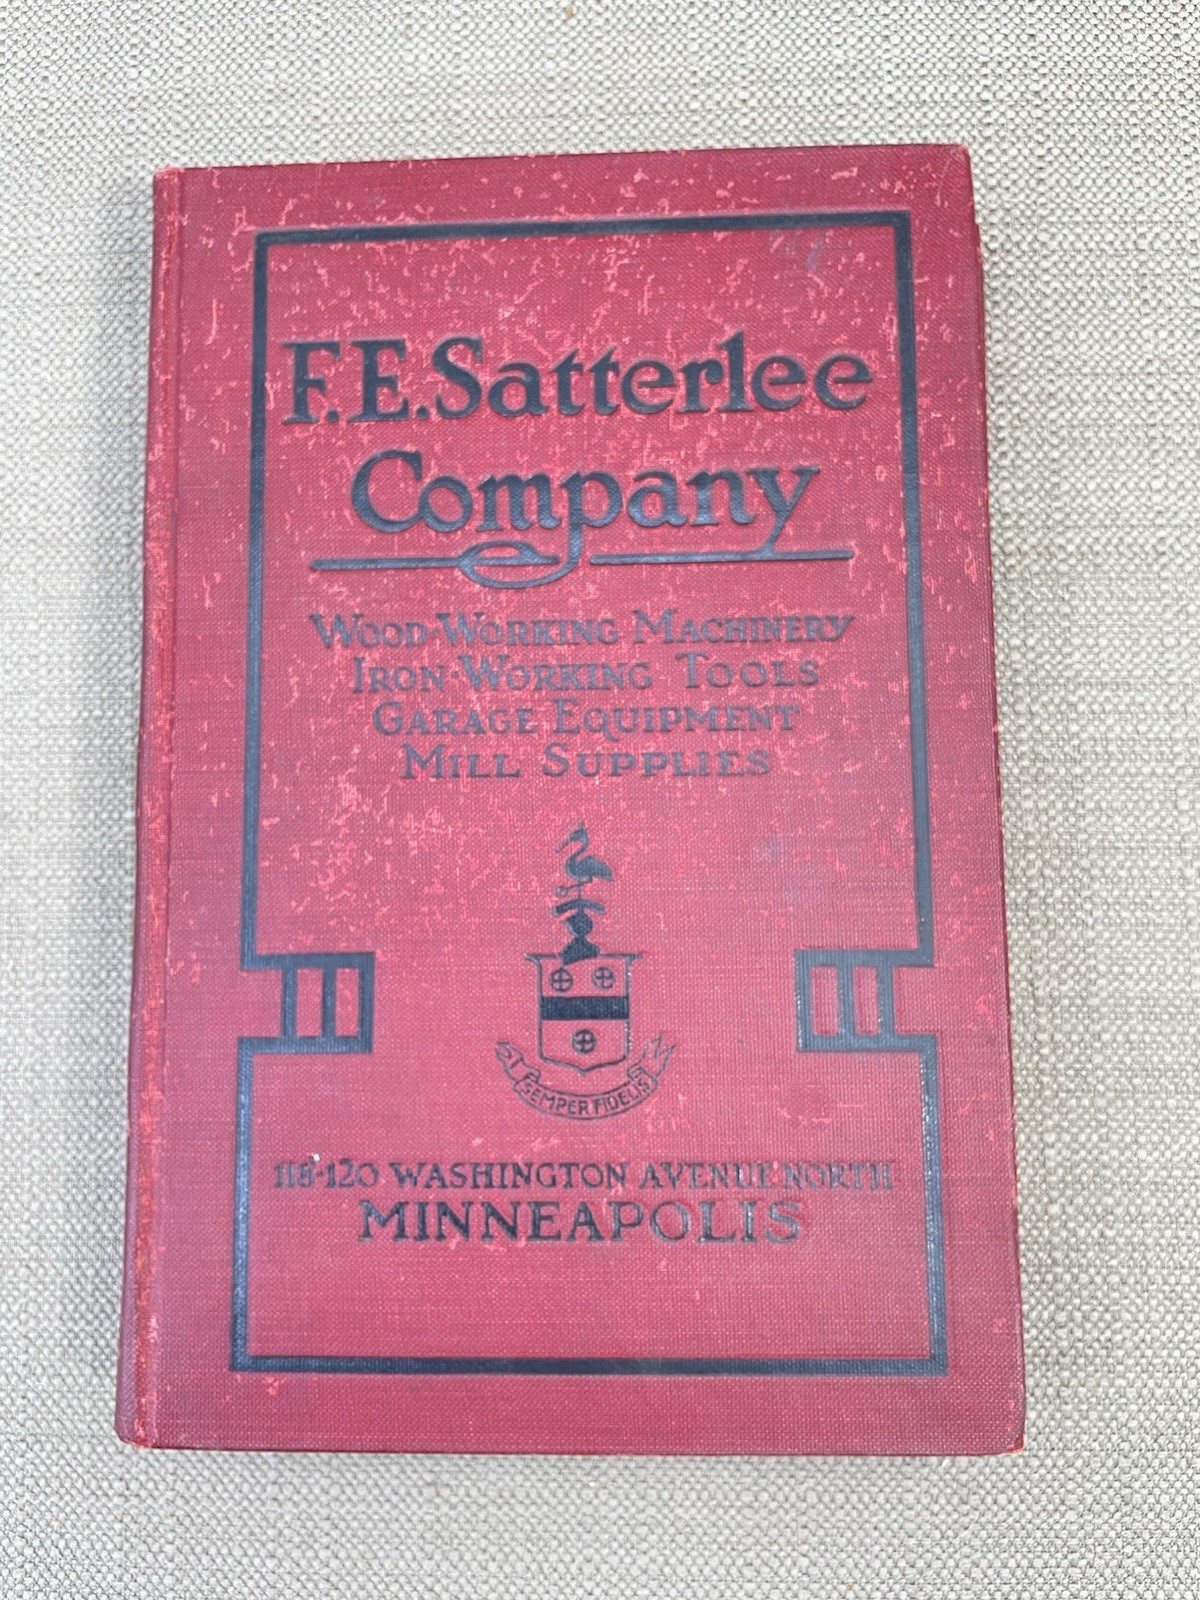 F.E. Satterlee
Company
Wood-Working Machinery
Iron-Working Tools
Garage Equipment
Mill Supplies
SEMPER FIDELIS
118-120 Washington Avenue North
Minneapolis